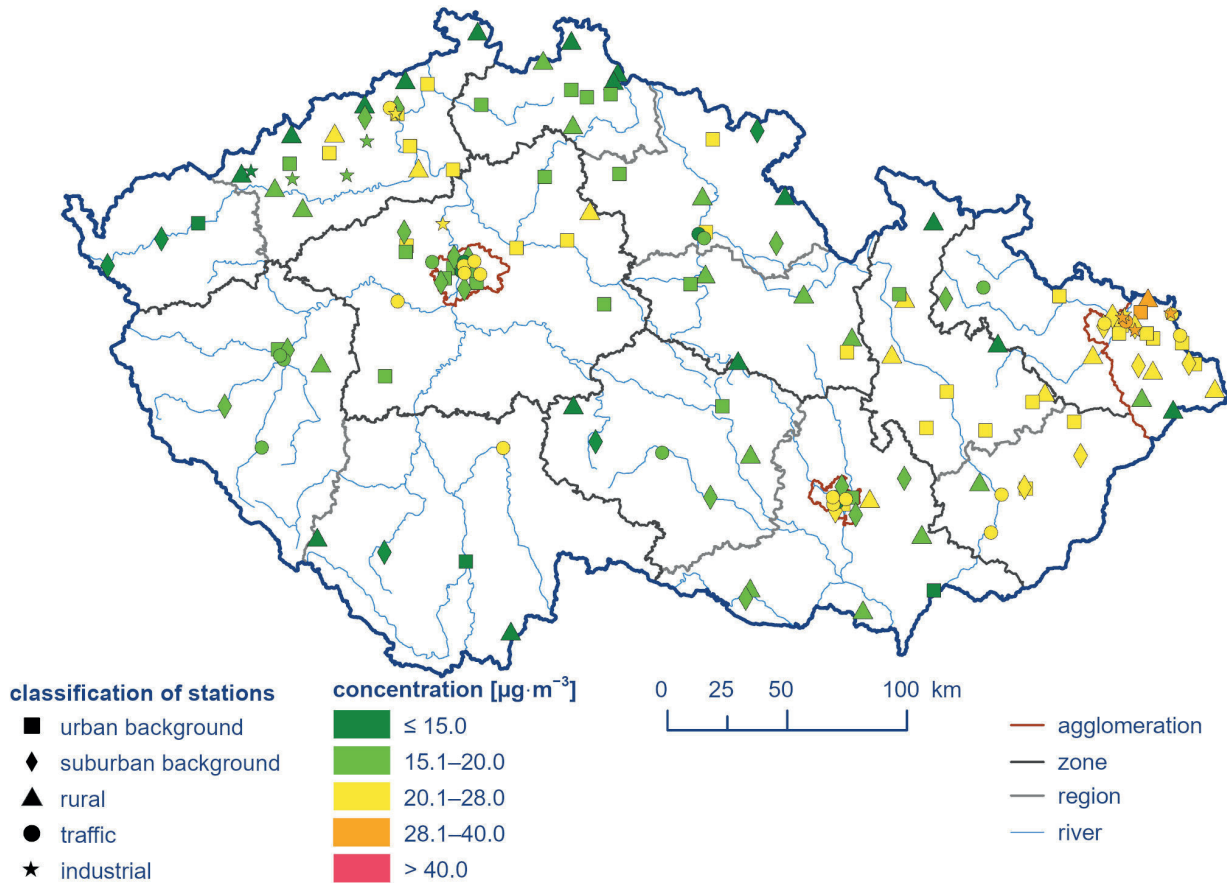 classification of stations
urban background
suburban background
rural
traffic
industrial
concentration [µg·m⁻³]
≤ 15.0
15.1–20.0
20.1–28.0
28.1–40.0
> 40.0
0 25 50 100 km
agglomeration
zone
region
river